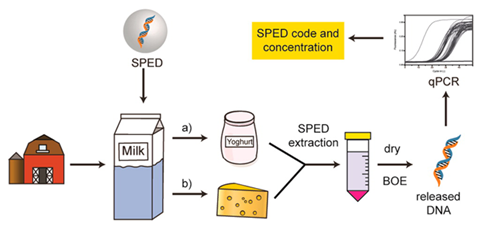 SPED
SPED code and
concentration
qPCR
a)
Milk
Yoghurt
b)
SPED
extraction
dry
BOE
released
DNA